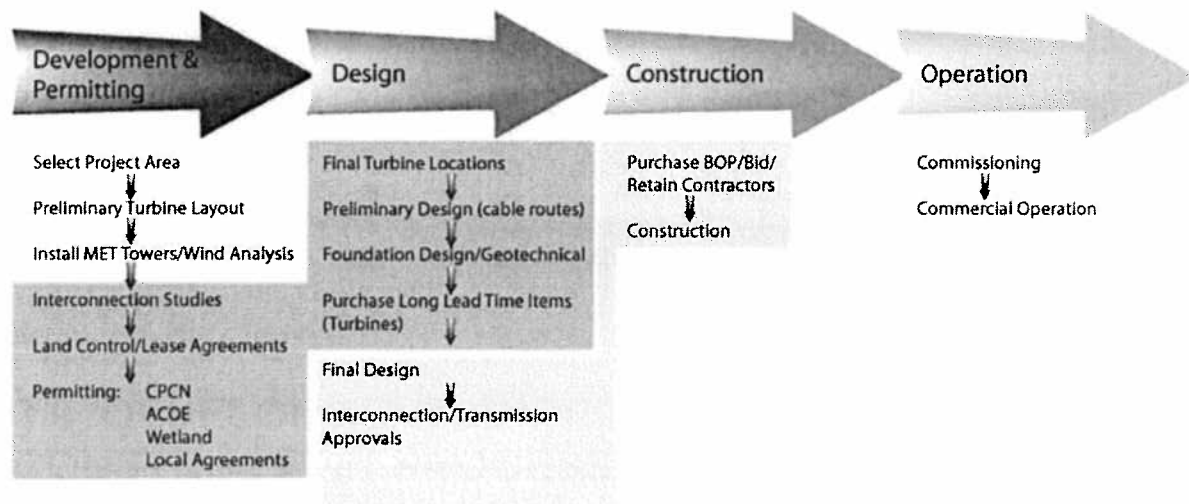 Development &
Permitting
Design
Construction
Operation
Select Project Area
Preliminary Turbine Layout
Install MET Towers/Wind Analysis
Interconnection Studies
Land Control/Lease Agreements
Permitting: CPCN
ACOE
Wetland
Local Agreements
Final Turbine Locations
Preliminary Design (cable routes)
Foundation Design/Geotechnical
Purchase Long Lead Time Items
(Turbines)
Final Design
Interconnection/Transmission
Approvals
Purchase BOP/Bid/
Retain Contractors
Construction
Commissioning
Commercial Operation